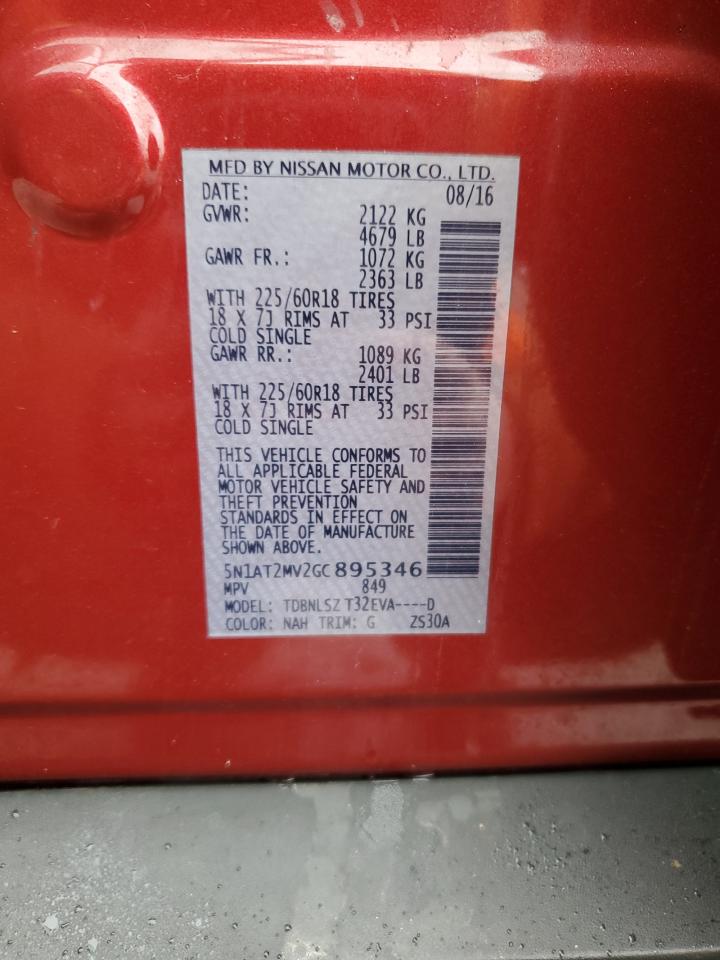 MFD BY NISSAN MOTOR CO., LTD.
DATE: 08/16
GVWR: 2122 KG
4679 LB
GAWR FR.: 1072 KG
2363 LB
WITH 225/60R18 TIRES
18 X 7J RIMS AT 33 PSI
COLD SINGLE
GAWR RR.: 1089 KG
2401 LB
WITH 225/60R18 TIRES
18 X 7J RIMS AT 33 PSI
COLD SINGLE
THIS VEHICLE CONFORMS TO
ALL APPLICABLE FEDERAL
MOTOR VEHICLE SAFETY AND
THEFT PREVENTION
STANDARDS IN EFFECT ON
THE DATE OF MANUFACTURE
SHOWN ABOVE.
5N1AT2MV2GC895346
MPV 849
MODEL: TDBNLSZ T32EVA----D
COLOR: NAH TRIM: G ZS30A